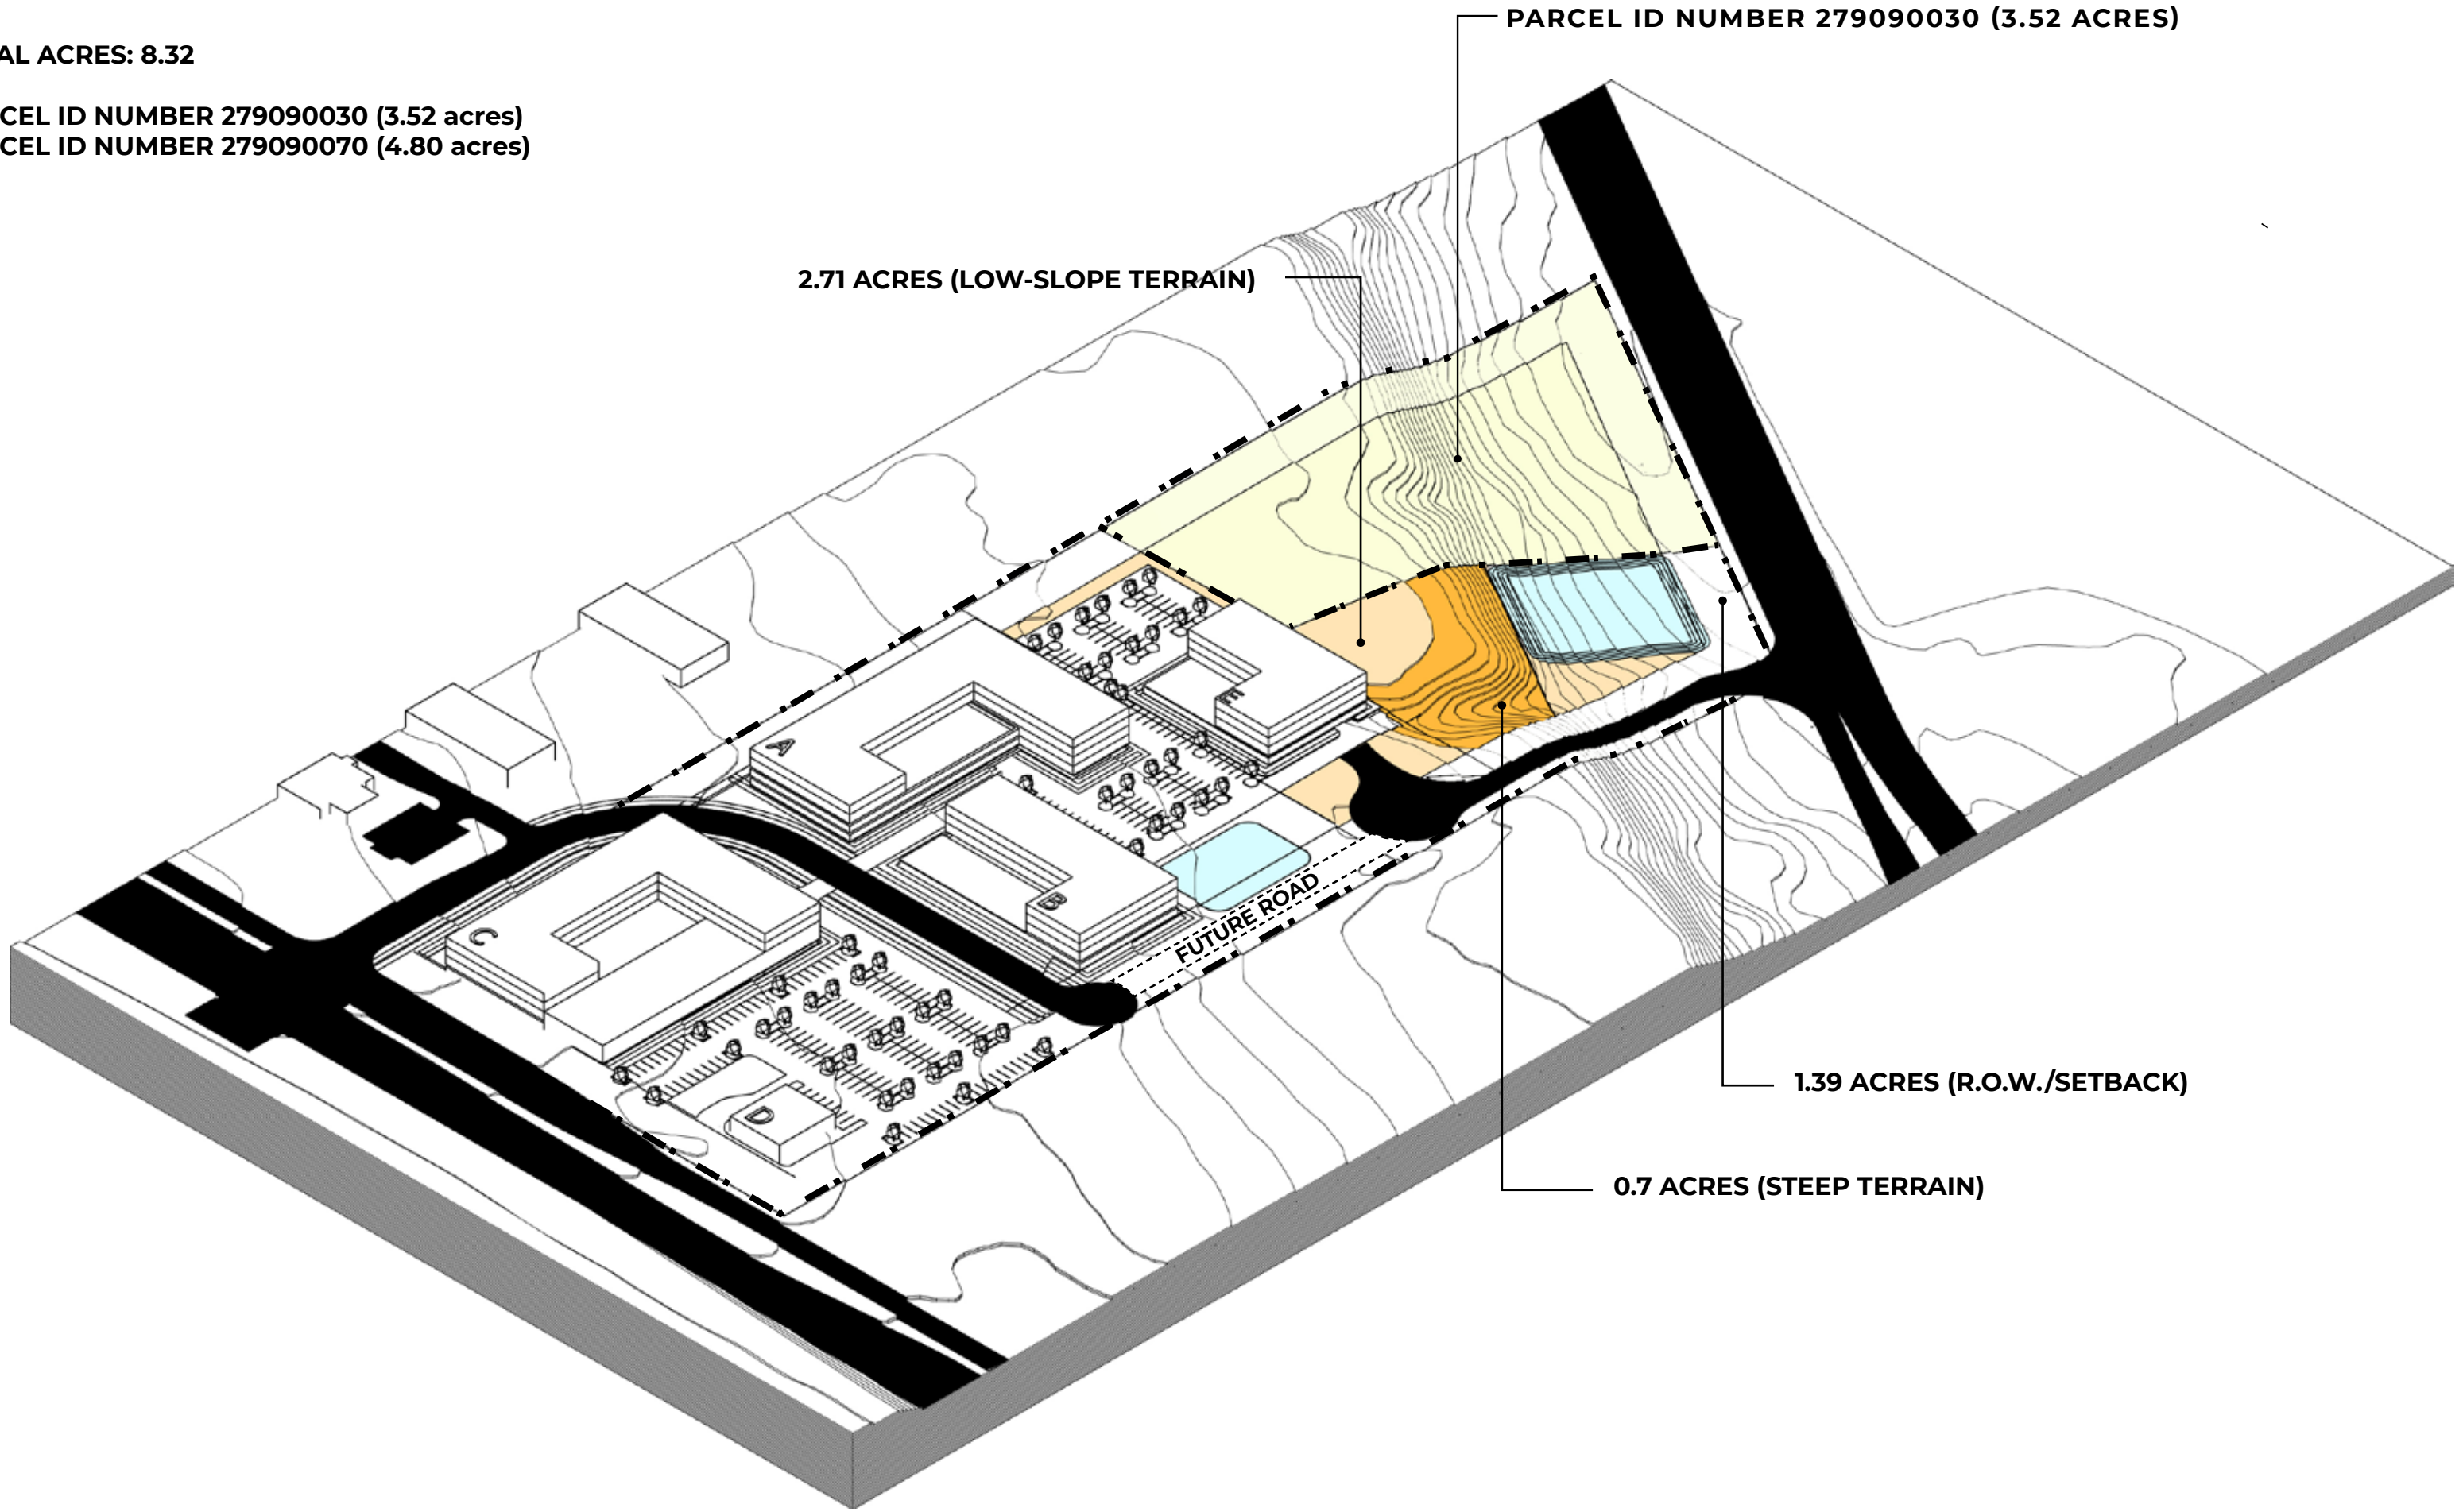 PARCEL ID NUMBER 279090030 (3.52 ACRES)
AL ACRES: 8.32
CEL ID NUMBER 279090030 (3.52 acres)
CEL ID NUMBER 279090070 (4.80 acres)
2.71 ACRES (LOW-SLOPE TERRAIN)
E
A
B
C
FUTURE ROAD
D
1.39 ACRES (R.O.W./SETBACK)
0.7 ACRES (STEEP TERRAIN)